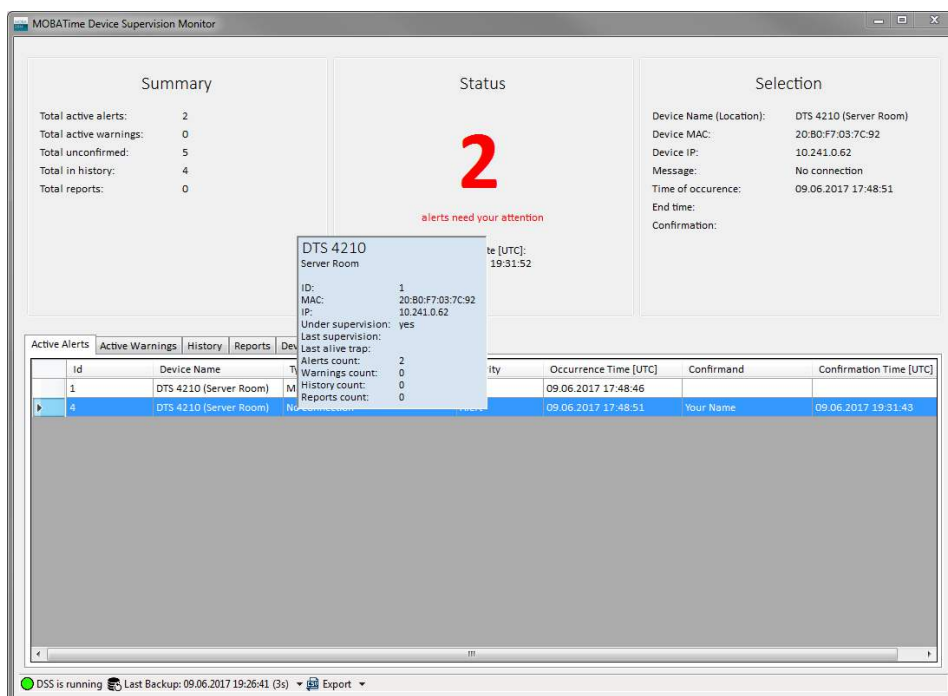 MOBATime Device Supervision Monitor
Summary
Total active alerts: 2
Total active warnings: 0
Total unconfirmed: 5
Total in history: 4
Total reports: 0
Status
2
alerts need your attention
te [UTC]:
19:31:52
Selection
Device Name (Location): DTS 4210 (Server Room)
Device MAC: 20:B0:F7:03:7C:92
Device IP: 10.241.0.62
Message: No connection
Time of occurence: 09.06.2017 17:48:51
End time:
Confirmation:
DTS 4210
Server Room
ID: 1
MAC: 20:B0:F7:03:7C:92
IP: 10.241.0.62
Under supervision: yes
Last supervision:
Last alive trap:
Alerts count: 2
Warnings count: 0
History count: 0
Reports count: 0
Active Alerts Active Warnings History Reports Dev
Id Device Name Ty ity Occurrence Time [UTC] Confirmand Confirmation Time [UTC]
1 DTS 4210 (Server Room) M 09.06.2017 17:48:46
4 DTS 4210 (Server Room) 09.06.2017 17:48:51 Your Name 09.06.2017 19:31:43
DSS is running Last Backup: 09.06.2017 19:26:41 (3s) Export